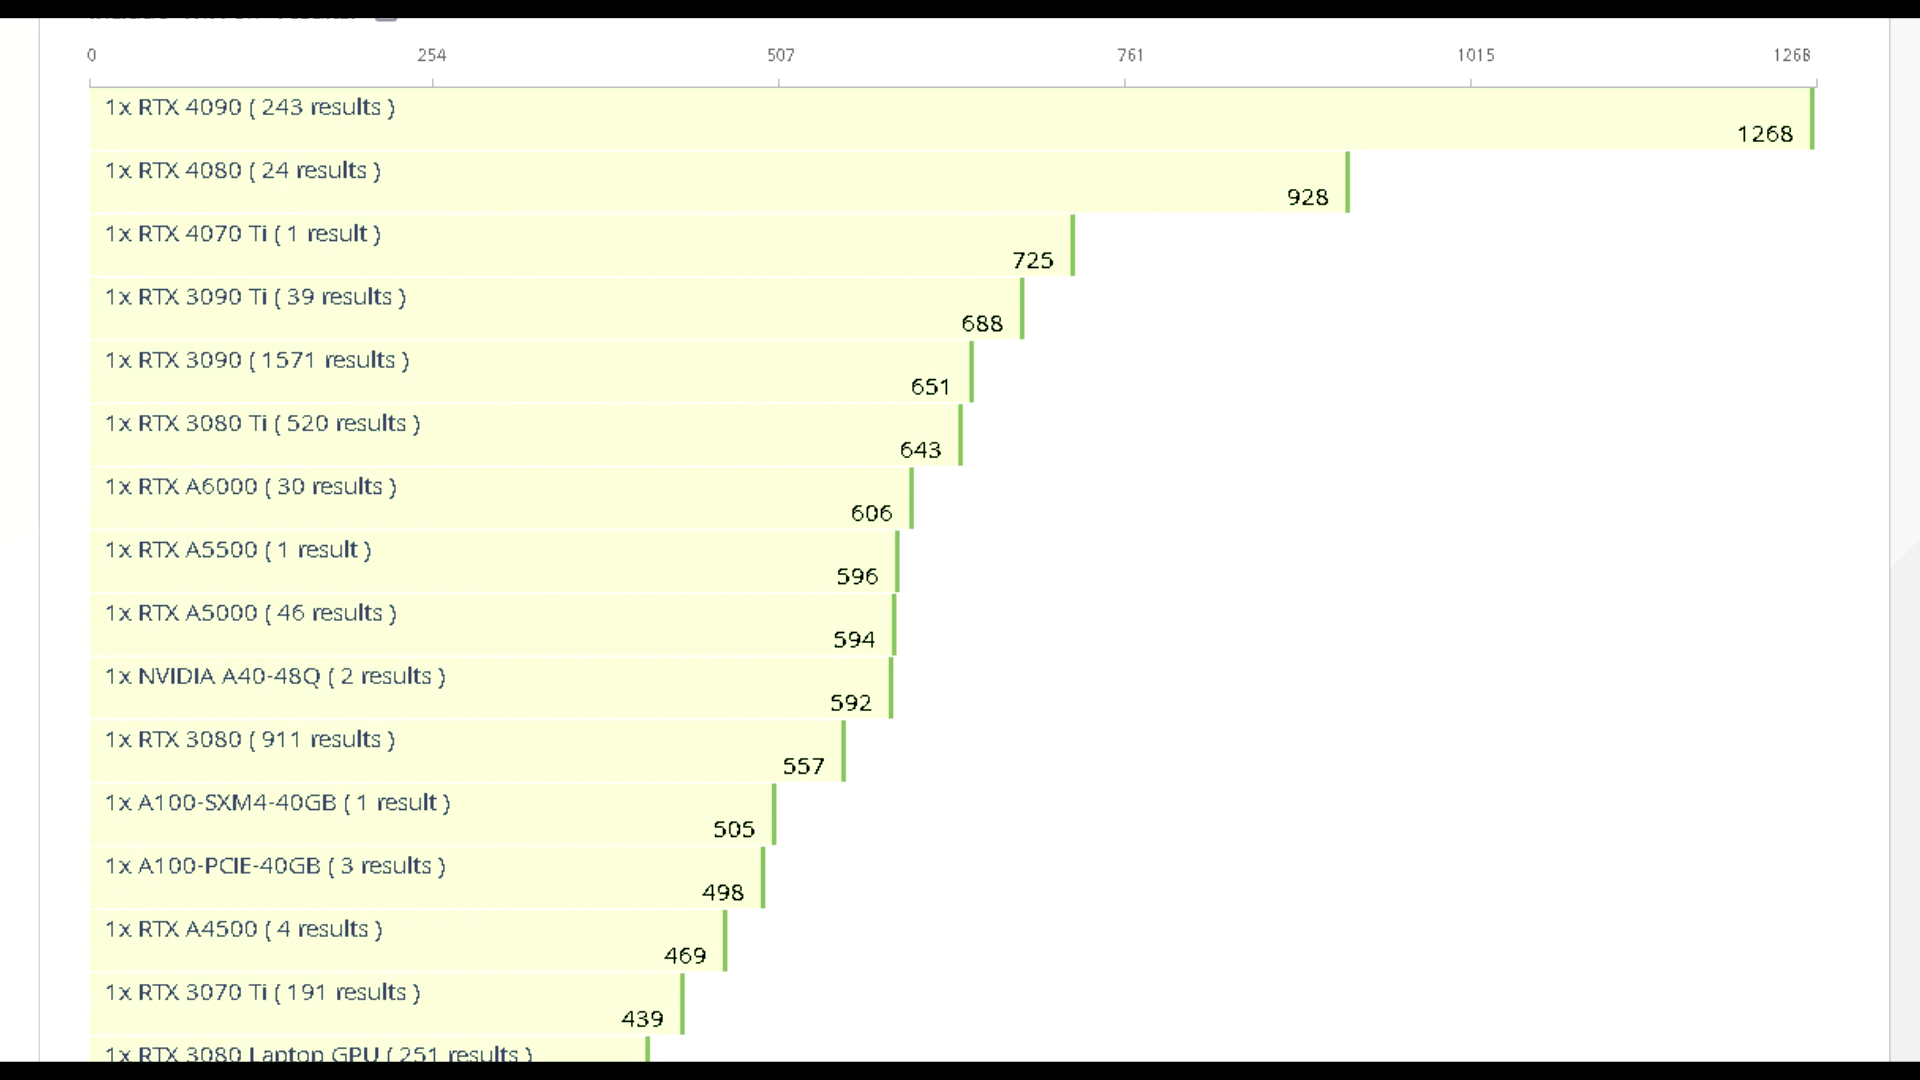 0 254 507 761 1015 1268
1x RTX 4090 ( 243 results )
1268
1x RTX 4080 ( 24 results )
928
1x RTX 4070 Ti ( 1 result )
725
1x RTX 3090 Ti ( 39 results )
688
1x RTX 3090 ( 1571 results )
651
1x RTX 3080 Ti ( 520 results )
643
1x RTX A6000 ( 30 results )
606
1x RTX A5500 ( 1 result )
596
1x RTX A5000 ( 46 results )
594
1x NVIDIA A40-48Q ( 2 results )
592
1x RTX 3080 ( 911 results )
557
1x A100-SXM4-40GB ( 1 result )
505
1x A100-PCIE-40GB ( 3 results )
498
1x RTX A4500 ( 4 results )
469
1x RTX 3070 Ti ( 191 results )
439
1x RTX 3080 Laptop GPU ( 251 results )